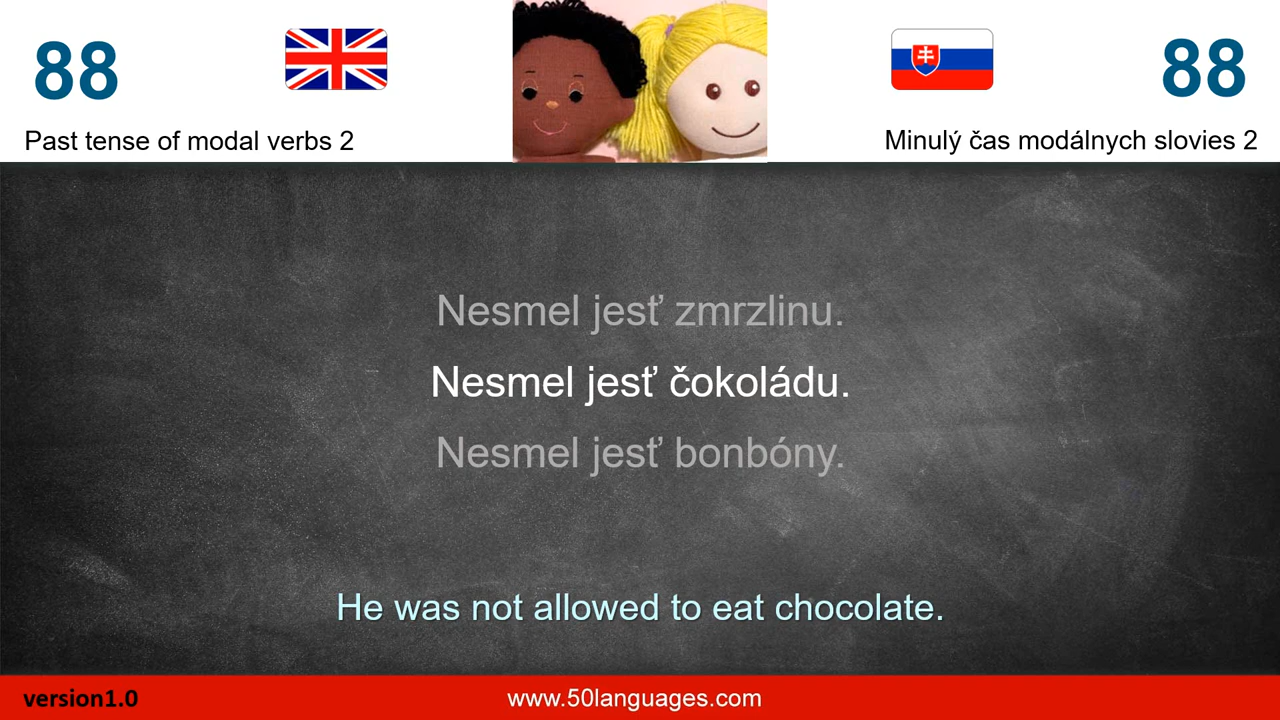 88
88
Past tense of modal verbs 2
Minulý čas modálnych slovies 2
Nesmel jesť zmrzlinu.
Nesmel jesť čokoládu.
Nesmel jesť bonbóny.
He was not allowed to eat chocolate.
version1.0
www.50languages.com